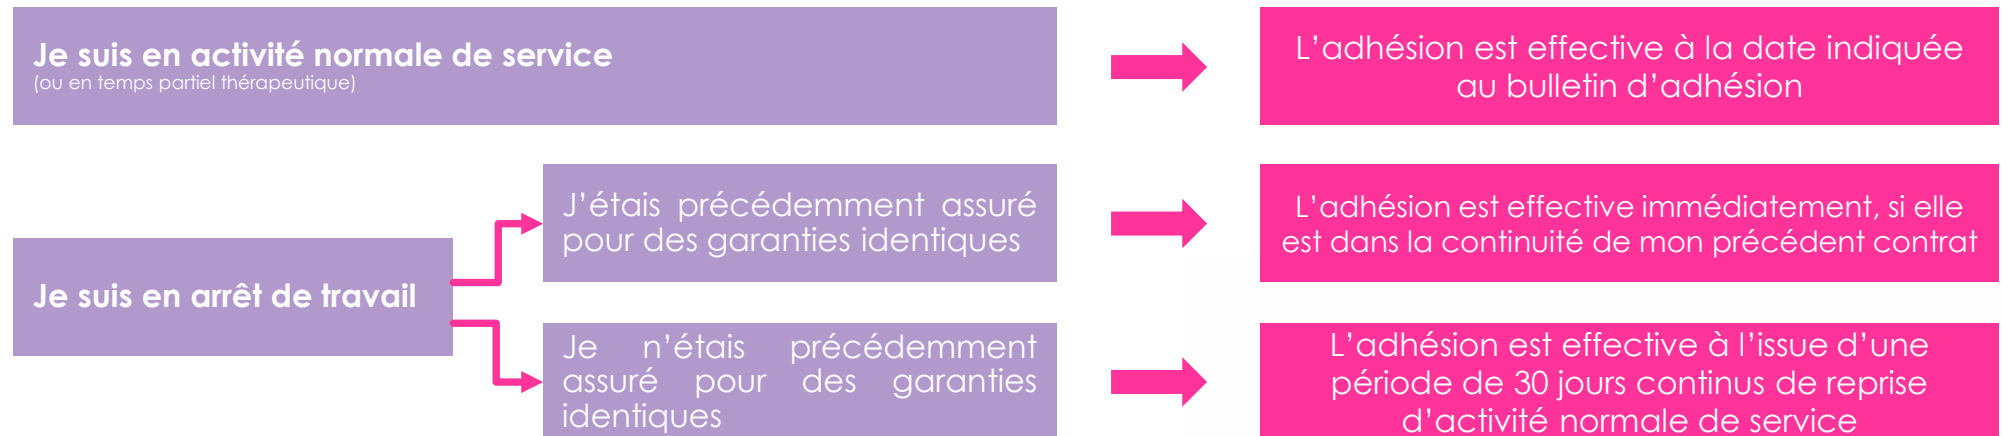 Je suis en activité normale de service
(ou en temps partiel thérapeutique)
L’adhésion est effective à la date indiquée
au bulletin d’adhésion
Je suis en arrêt de travail
J’étais précédemment assuré
pour des garanties identiques
L’adhésion est effective immédiatement, si elle
est dans la continuité de mon précédent contrat
Je n’étais précédemment
assuré pour des garanties
identiques
L’adhésion est effective à l’issue d’une
période de 30 jours continus de reprise
d’activité normale de service